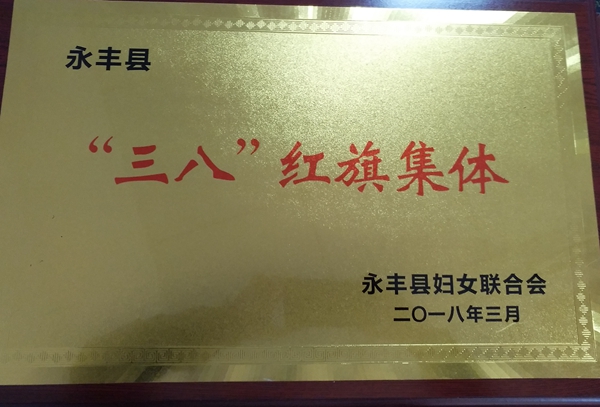 永丰县
“三八”红旗集体
永丰县妇女联合会
二〇一八年三月